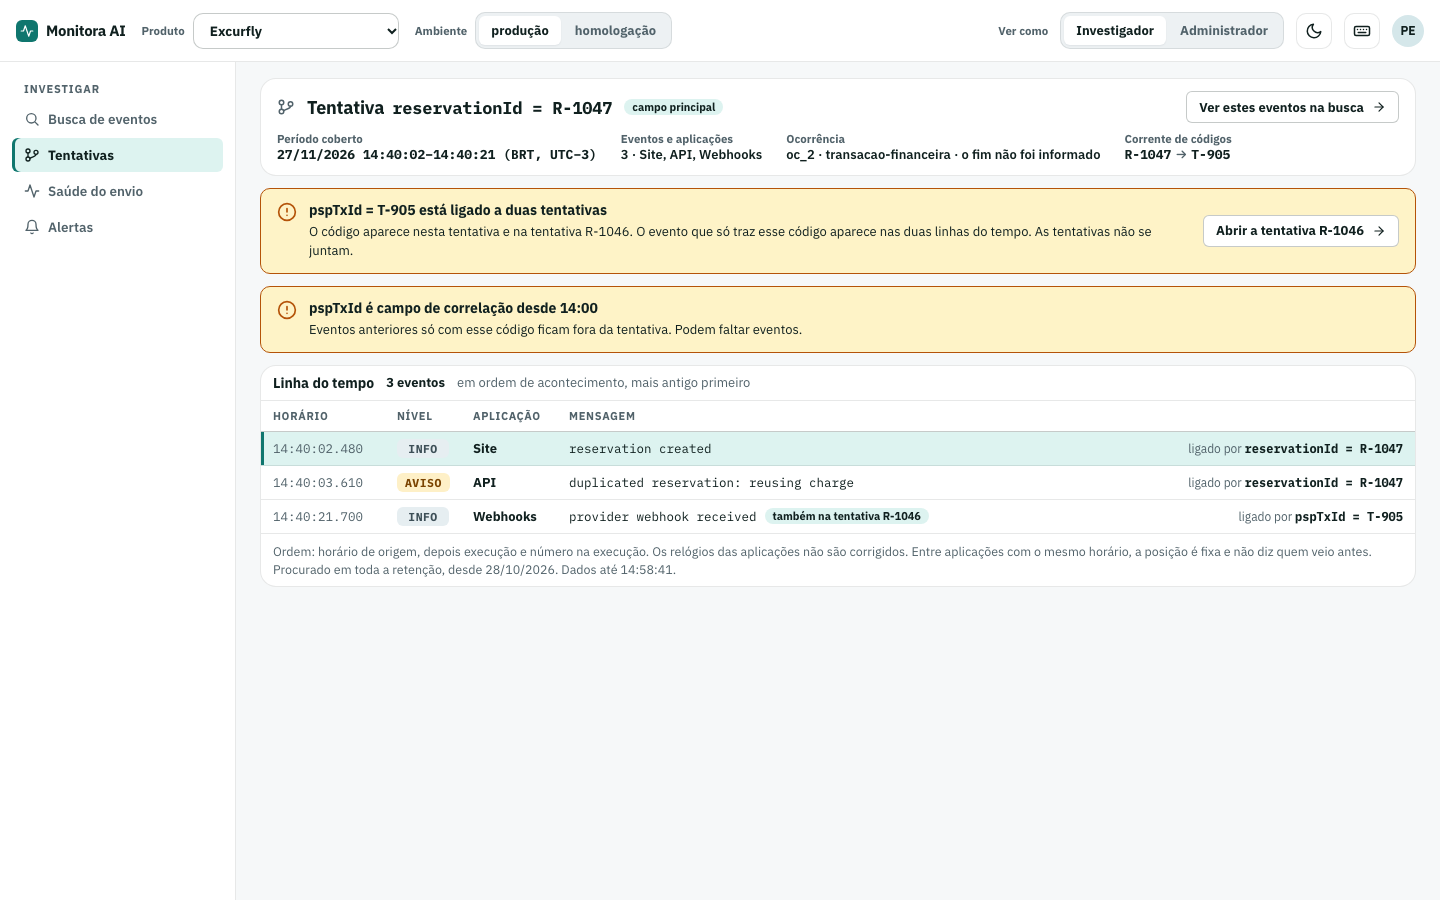 Monitora AI Produto Excurfly Ambiente produção homologação Ver como Investigador Administrador PE
INVESTIGAR
Busca de eventos
Tentativas
Saúde do envio
Alertas
Tentativa reservationId = R-1047 campo principal Ver estes eventos na busca →
Período coberto Eventos e aplicações Ocorrência Corrente de códigos
27/11/2026 14:40:02–14:40:21 (BRT, UTC−3) 3 · Site, API, Webhooks oc_2 · transacao-financeira · o fim não foi informado R-1047 → T-905
pspTxId = T-905 está ligado a duas tentativas
O código aparece nesta tentativa e na tentativa R-1046. O evento que só traz esse código aparece nas duas linhas do tempo. As tentativas não se
juntam.
Abrir a tentativa R-1046 →
pspTxId é campo de correlação desde 14:00
Eventos anteriores só com esse código ficam fora da tentativa. Podem faltar eventos.
Linha do tempo 3 eventos em ordem de acontecimento, mais antigo primeiro
HORÁRIO NÍVEL APLICAÇÃO MENSAGEM
14:40:02.480 INFO Site reservation created ligado por reservationId = R-1047
14:40:03.610 AVISO API duplicated reservation: reusing charge ligado por reservationId = R-1047
14:40:21.700 INFO Webhooks provider webhook received também na tentativa R-1046 ligado por pspTxId = T-905
Ordem: horário de origem, depois execução e número na execução. Os relógios das aplicações não são corrigidos. Entre aplicações com o mesmo horário, a posição é fixa e não diz quem veio antes.
Procurado em toda a retenção, desde 28/10/2026. Dados até 14:58:41.